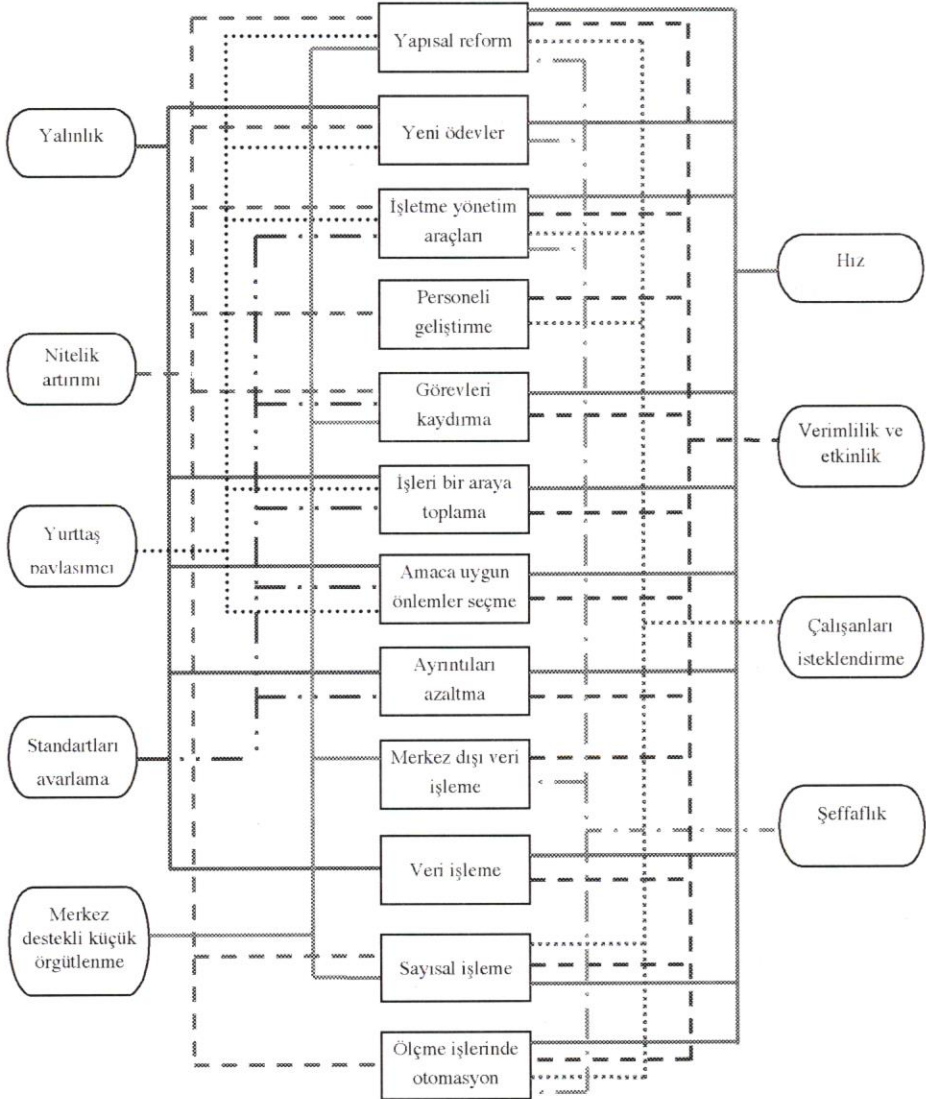 Yapısal reform
Yeni ödevler
İşletme yönetim
araçları
Personeli
geliştirme
Görevleri
kaydırma
İşleri bir araya
toplama
Amaca uygun
önlemler seçme
Ayrıntıları
azaltma
Merkez dışı veri
işleme
Veri işleme
Sayısal işleme
Ölçme işlerinde
otomasyon
Yalınlık
Nitelik
artırımı
Yurttaş
paylaşımcı
Standartları
avarlama
Merkez
destekli küçük
örgütlenme
Hız
Verimlilik ve
etkinlik
Çalışanları
isteklendirme
Şeffaflık